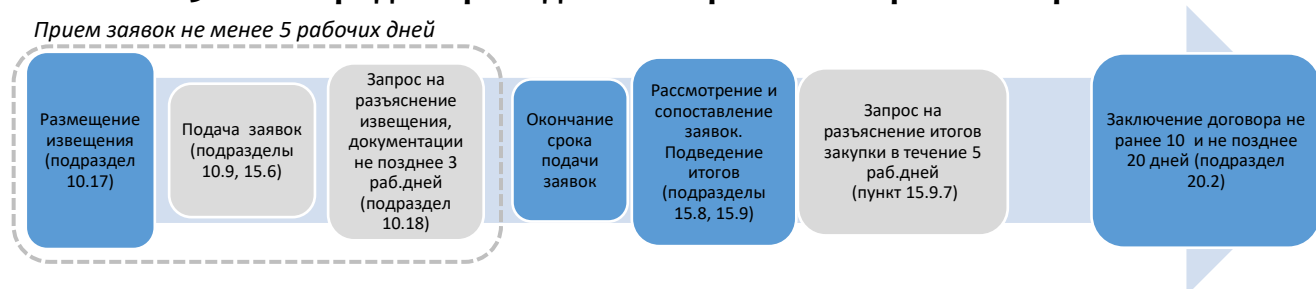 Прием заявок не менее 5 рабочих дней
Размещение
извещения
(подраздел
10.17)
Подача заявок
(подразделы
10.9, 15.6)
Запрос на
разъяснение
извещения,
документации
не позднее 3
раб.дней
(подраздел
10.18)
Окончание
срока
подачи
заявок
Рассмотрение и
сопоставление
заявок.
Подведение
итогов
(подразделы
15.8, 15.9)
Запрос на
разъяснение итогов
закупки в течение 5
раб.дней
(пункт 15.9.7)
Заключение договора не
ранее 10 и не позднее
20 дней (подраздел
20.2)